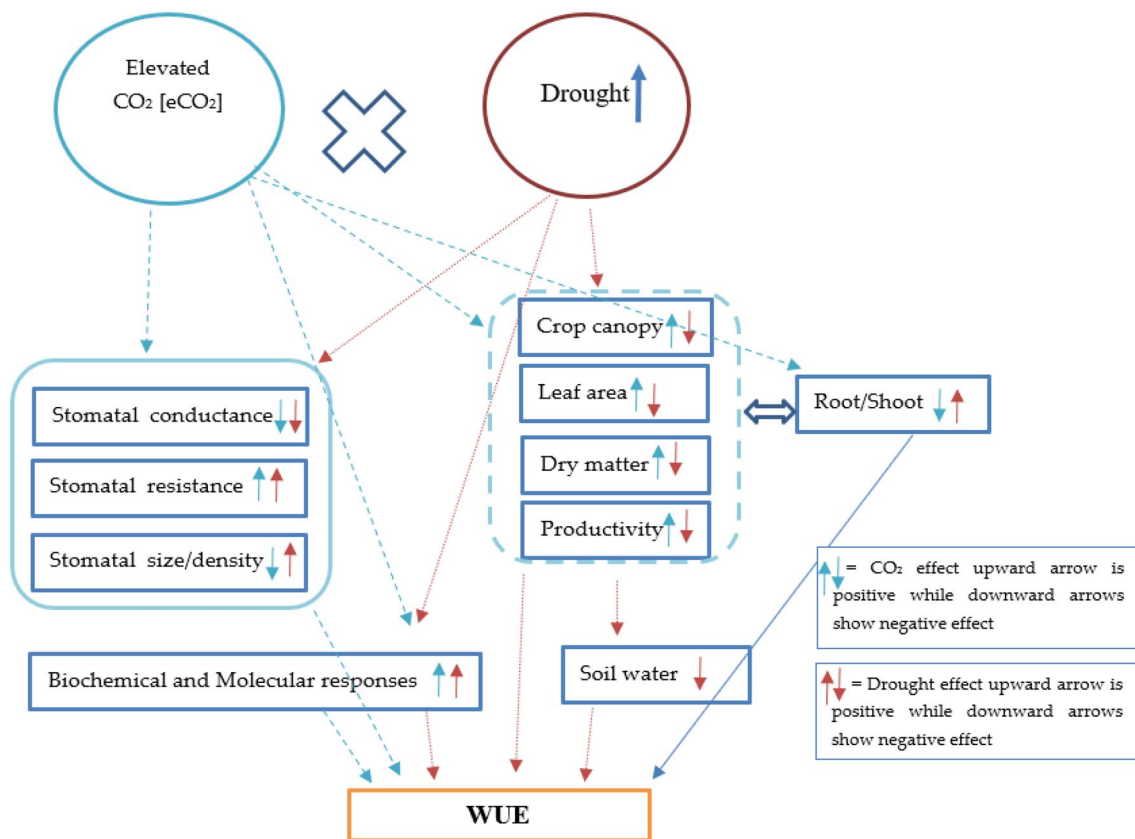 Elevated
CO₂ [eCO₂]
Drought
Crop canopy
Leaf area
Dry matter
Productivity
Root/Shoot
Stomatal conductance
Stomatal resistance
Stomatal size/density
Biochemical and Molecular responses
Soil water
= CO₂ effect upward arrow is
positive while downward arrows
show negative effect
= Drought effect upward arrow is
positive while downward arrows
show negative effect
WUE